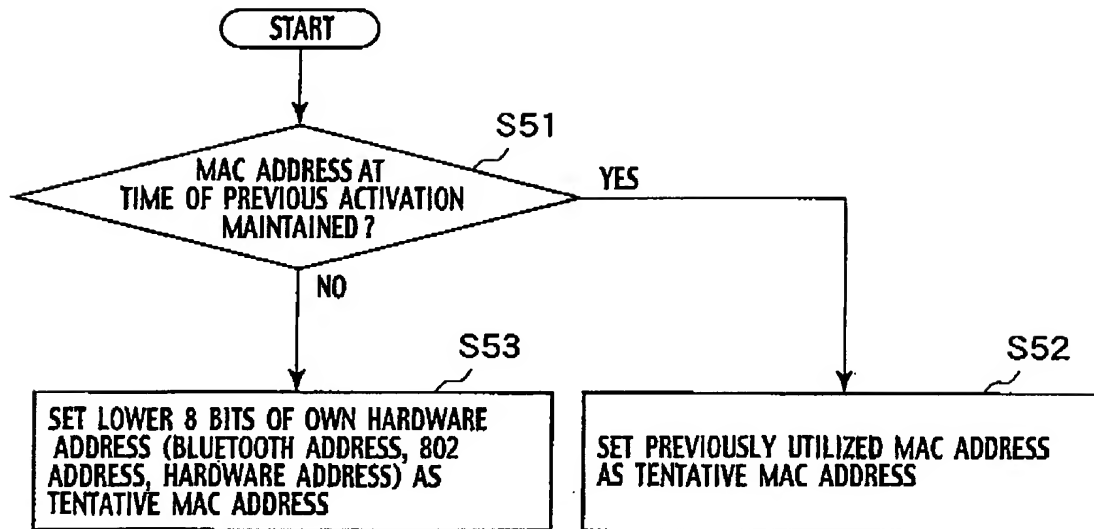 START
S51
MAC ADDRESS AT
TIME OF PREVIOUS ACTIVATION
MAINTAINED ?
YES
NO
S53
SET LOWER 8 BITS OF OWN HARDWARE
ADDRESS (BLUETOOTH ADDRESS, 802
ADDRESS, HARDWARE ADDRESS) AS
TENTATIVE MAC ADDRESS
S52
SET PREVIOUSLY UTILIZED MAC ADDRESS
AS TENTATIVE MAC ADDRESS